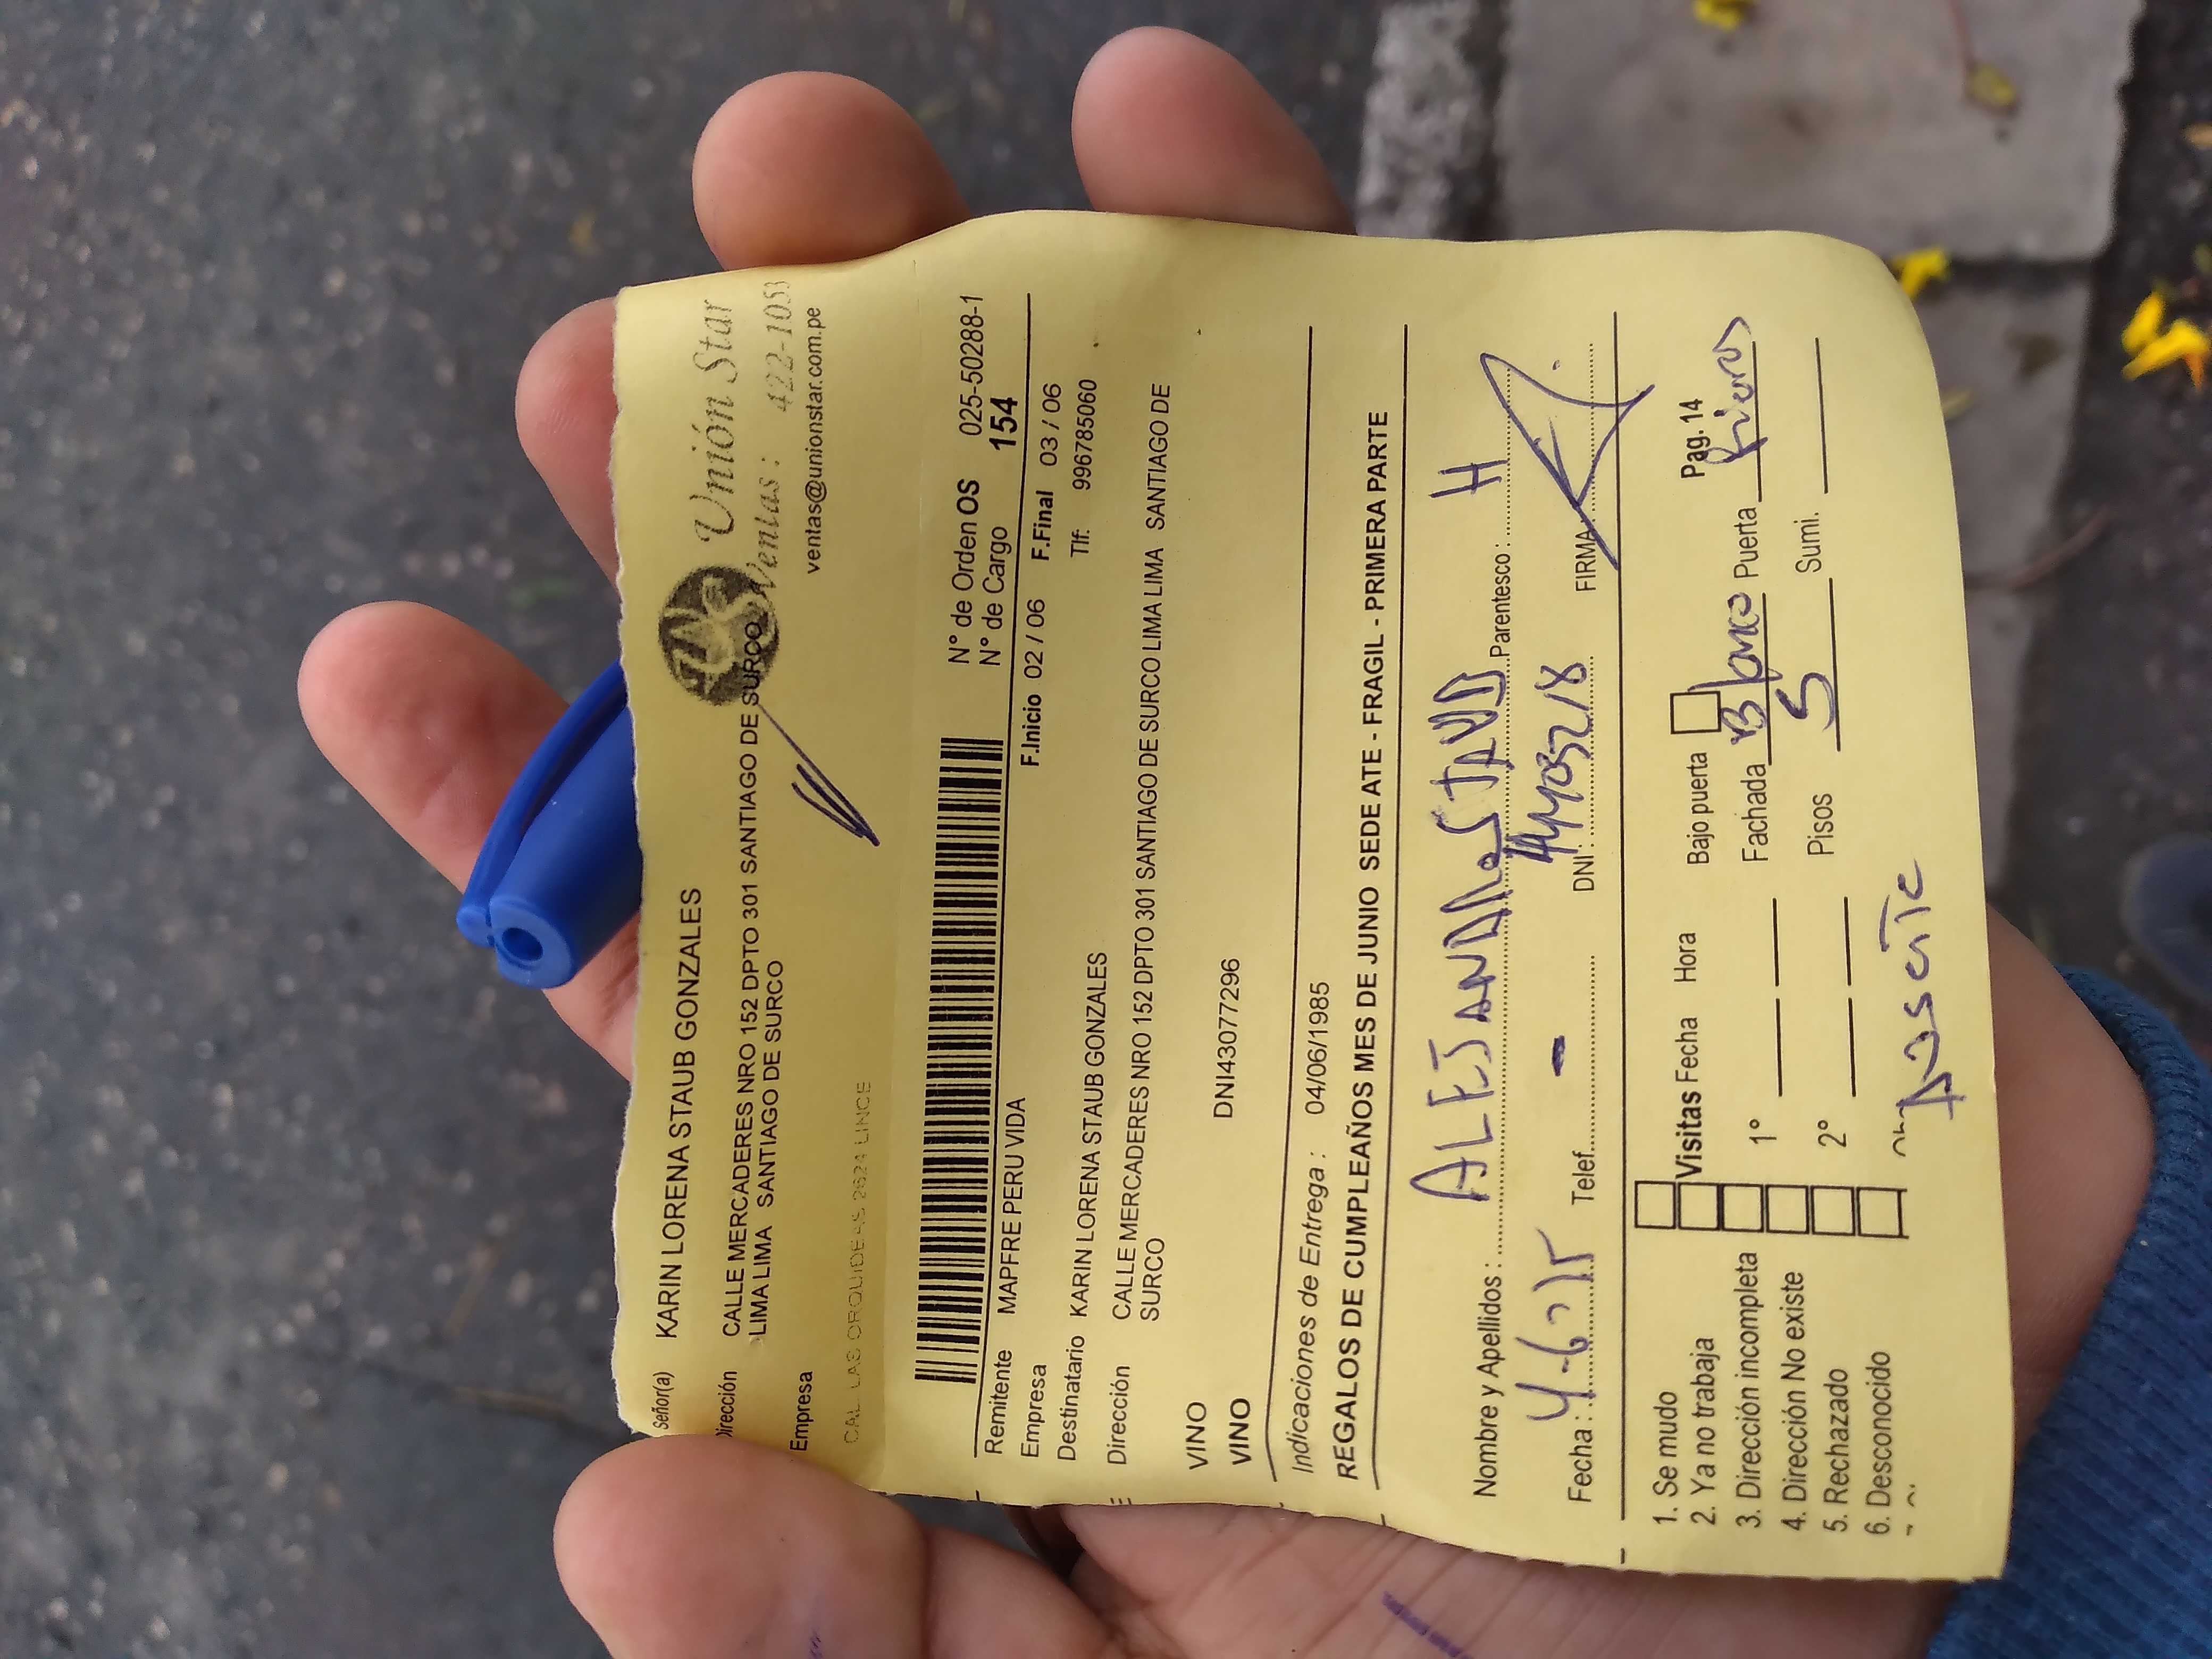 Señor(a) KARIN LORENA STAUB GONZALES
Unión Star
Ventas: 422-1053
ventas@unionstar.com.pe
irección CALLE MERCADERES NRO 152 DPTO 301 SANTIAGO DE SURCO
LIMA LIMA SANTIAGO DE SURCO
Empresa
CAL. LAS ORQUIDEAS 2624 LINCE
N° de Orden OS 025-50288-1
N° de Cargo 154
Remitente MAPFRE PERU VIDA F.Inicio 02 / 06 F.Final 03 / 06
Empresa Tlf: 996785060
Destinatario KARIN LORENA STAUB GONZALES
Dirección CALLE MERCADERES NRO 152 DPTO 301 SANTIAGO DE SURCO LIMA LIMA SANTIAGO DE
SURCO
VINO DNI43077296
VINO
Indicaciones de Entrega : 04/06/1985
REGALOS DE CUMPLEAÑOS MES DE JUNIO SEDE ATE - FRAGIL - PRIMERA PARTE
Nombre y Apellidos : ALEJANDRO Parentesco : H
Fecha : Telef. - DNI : FIRMA
1. Se mudo
2. Ya no trabaja Visitas Fecha Hora Bajo puerta Pag. 14
3. Dirección incompleta 1° Fachada Puerta
4. Dirección No existe
5. Rechazado 2° Pisos 5 Sumi.
6. Desconocido